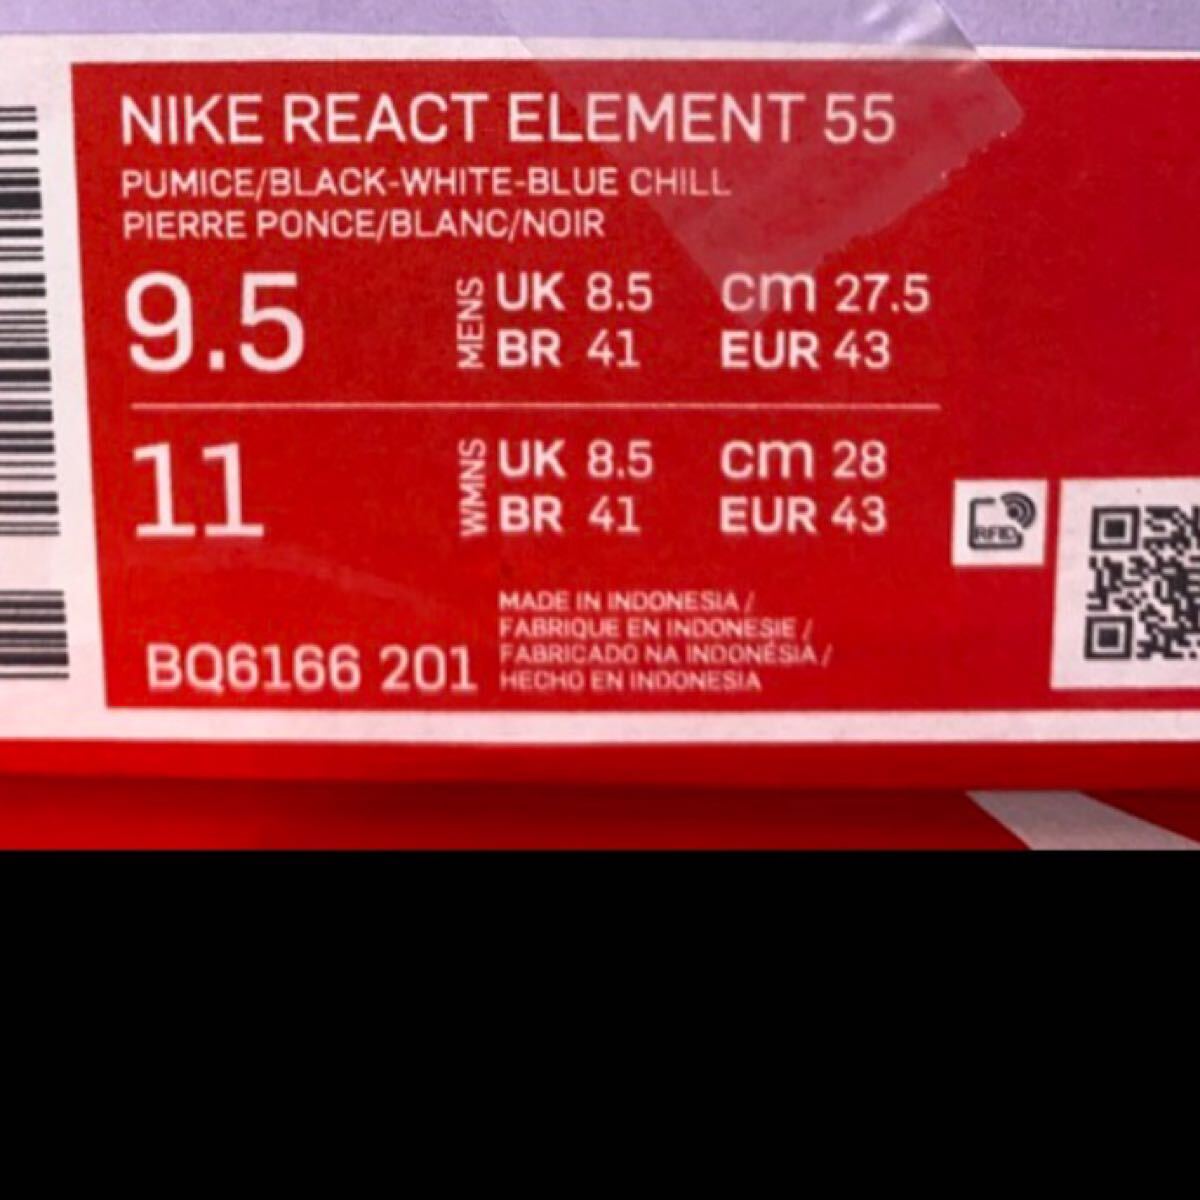 NIKE REACT ELEMENT 55
PUMICE/BLACK-WHITE-BLUE CHILL
PIERRE PONCE/BLANC/NOIR
9.5 MENS UK 8.5 cm 27.5
BR 41 EUR 43
11 WMNS UK 8.5 cm 28
BR 41 EUR 43
RFID
MADE IN INDONESIA /
FABRIQUE EN INDONESIE /
FABRICADO NA INDONÉSIA /
HECHO EN INDONESIA
BQ6166 201